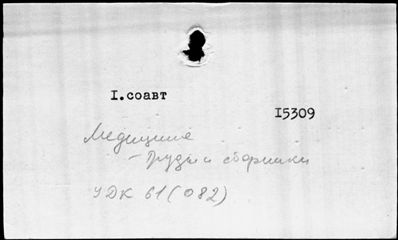 I.соавт
I5309
Медицина
- Труды и сборники
УДК 61(082)